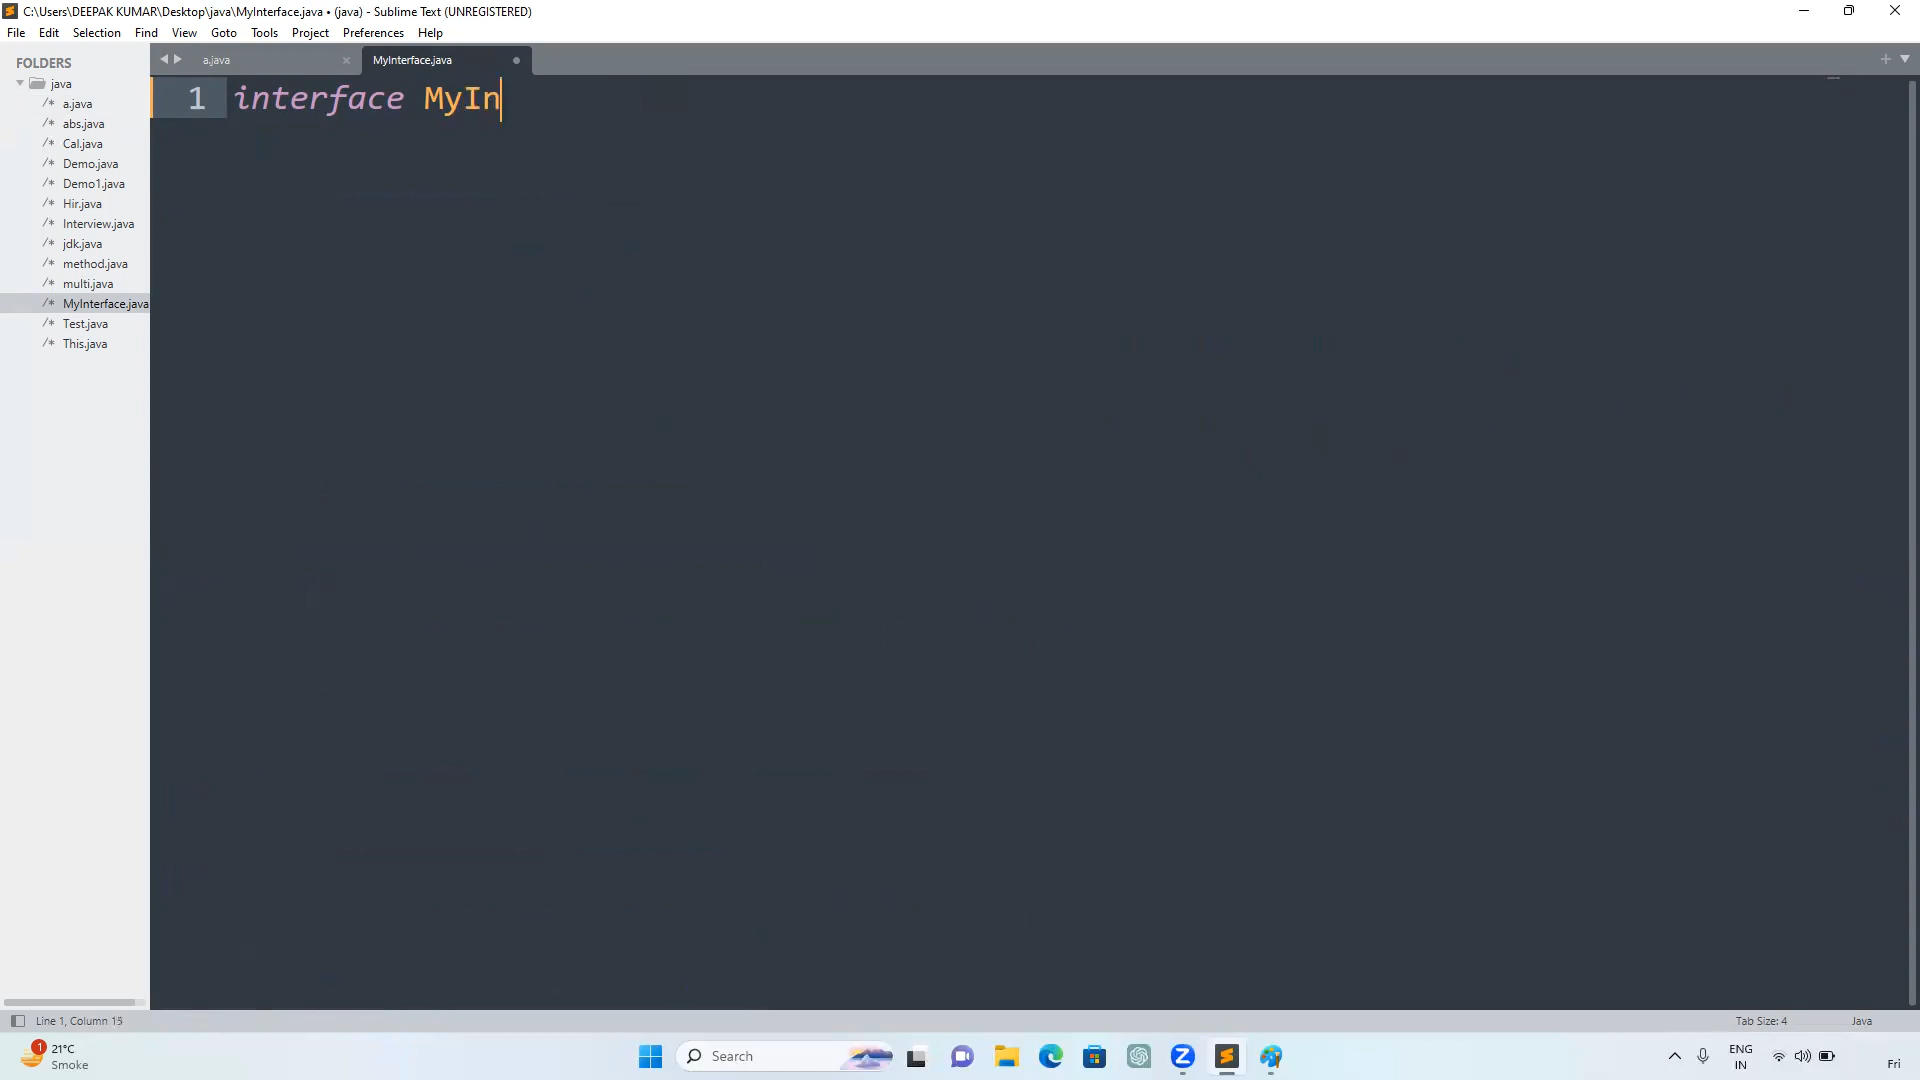 C:\Users\DEEPAK KUMAR\Desktop\java\MyInterface.java • (java) - Sublime Text (UNREGISTERED)
File Edit Selection Find View Goto Tools Project Preferences Help
FOLDERS
java
/* a.java
/* abs.java
/* Cal.java
/* Demo.java
/* Demo1.java
/* Hir.java
/* Interview.java
/* jdk.java
/* method.java
/* multi.java
/* MyInterface.java
/* Test.java
/* This.java
a.java MyInterface.java
1 interface MyIn
Line 1, Column 15 Tab Size: 4 Java
1
21°C
Smoke
Search
ENG
IN
Fri